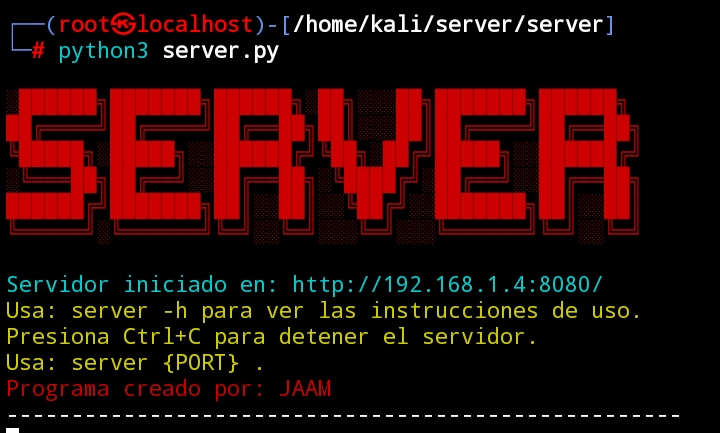 ┌──(root㉿localhost)-[/home/kali/server/server]
└─# python3 server.py
SERVER
Servidor iniciado en: http://192.168.1.4:8080/
Usa: server -h para ver las instrucciones de uso.
Presiona Ctrl+C para detener el servidor.
Usa: server {PORT} .
Programa creado por: JAAM
----------------------------------------------------